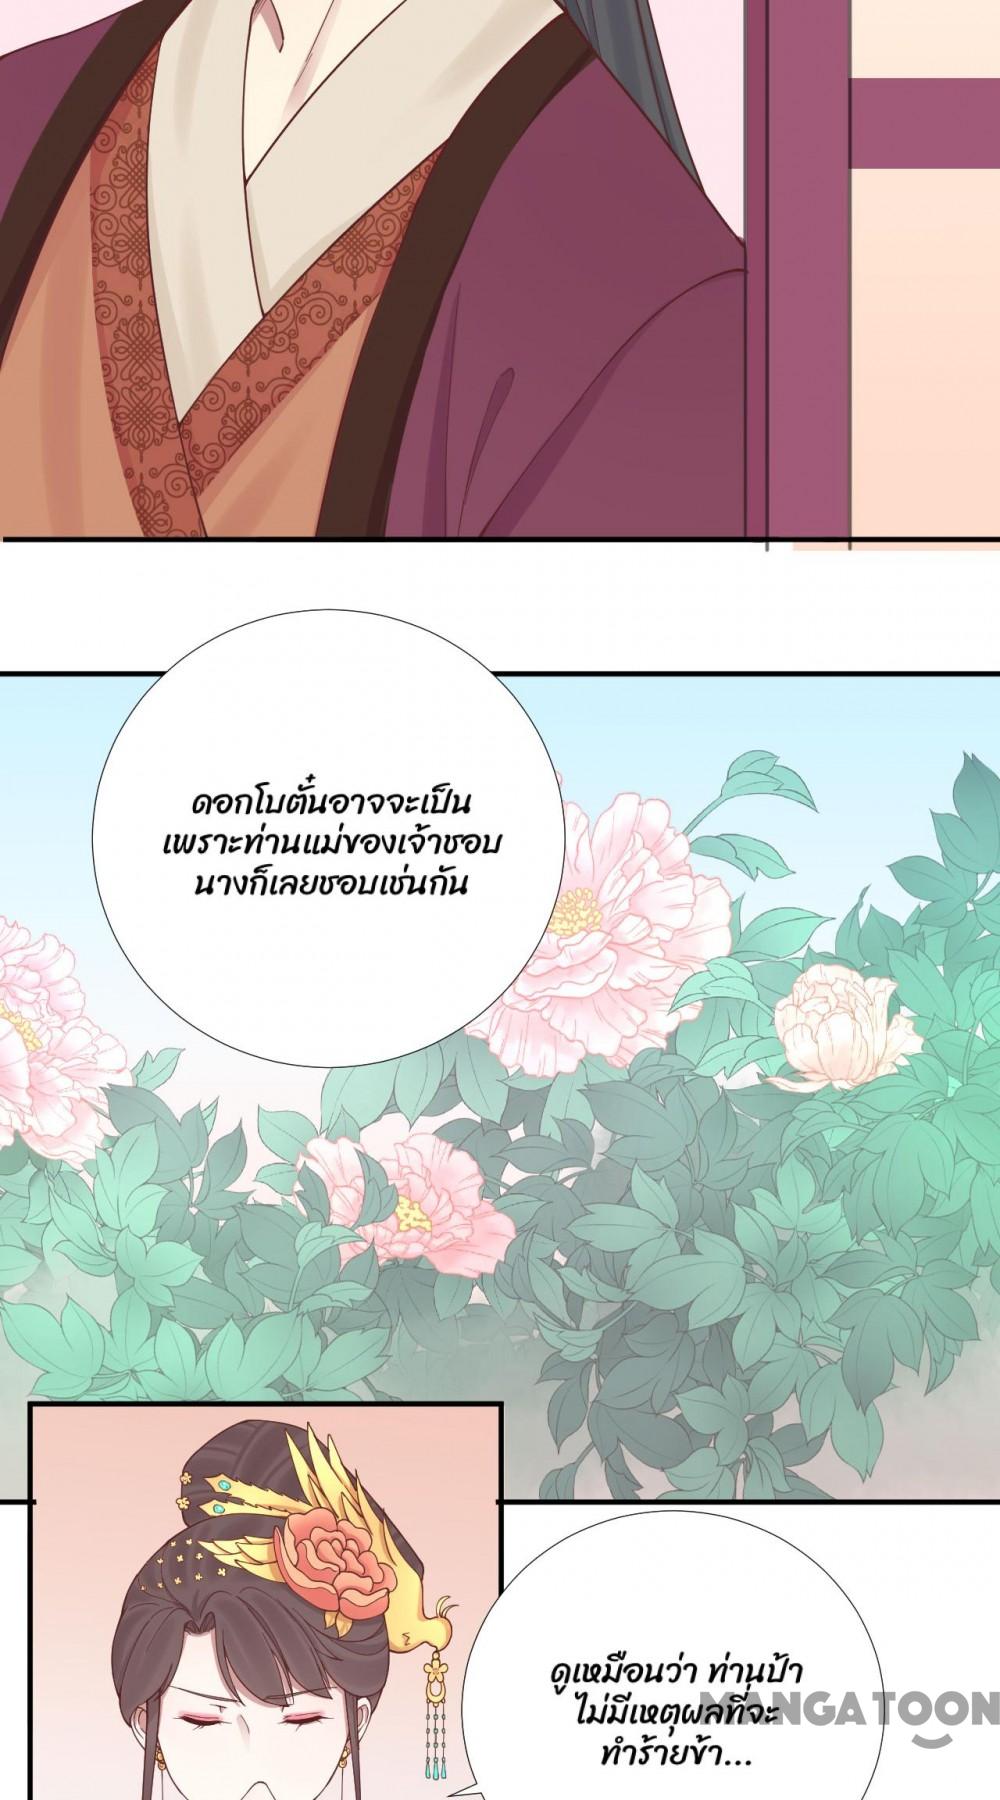 ดอกโบตั๋นอาจจะเป็น
เพราะท่านแม่ของเจ้าชอบ
นางก็เลยชอบเช่นกัน
ดูเหมือนว่า ท่านป้า
ไม่มีเหตุผลที่จะ
ทำร้ายข้า...
MANGATOON